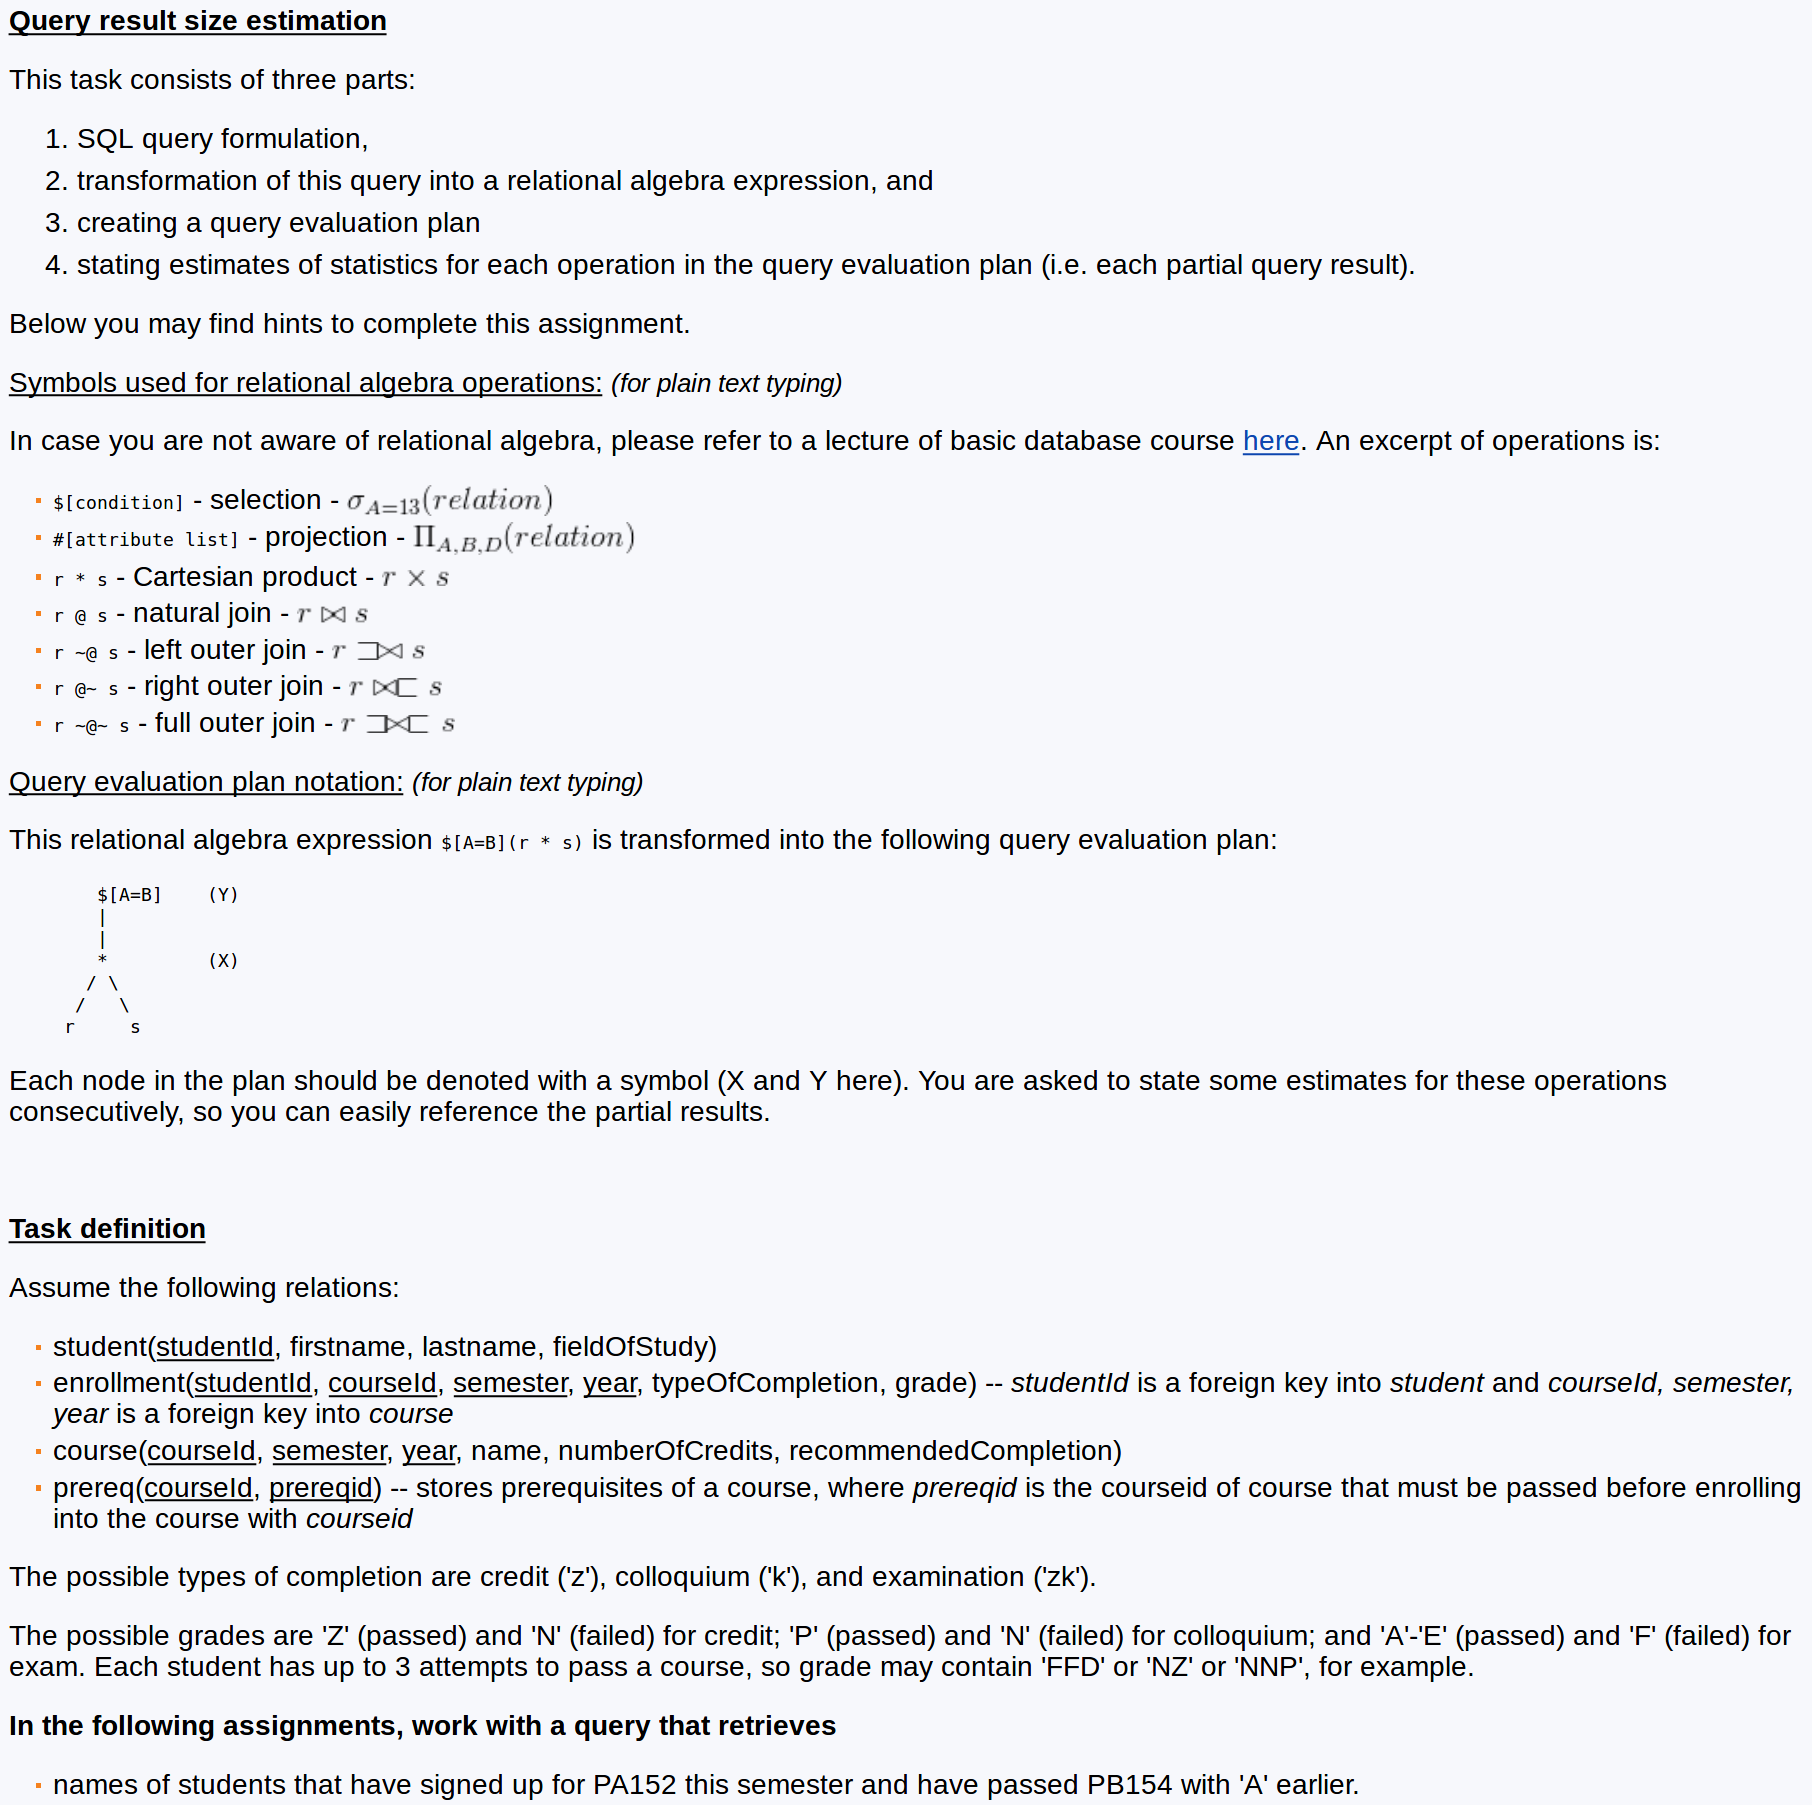 Query result size estimation
This task consists of three parts:
1. SQL query formulation,
2. transformation of this query into a relational algebra expression, and
3. creating a query evaluation plan
4. stating estimates of statistics for each operation in the query evaluation plan (i.e. each partial query result).
Below you may find hints to complete this assignment.
Symbols used for relational algebra operations: (for plain text typing)
In case you are not aware of relational algebra, please refer to a lecture of basic database course here. An excerpt of operations is:
$[condition] - selection - σ_{A=13}(relation)
#[attribute list] - projection - Π_{A,B,D}(relation)
r * s - Cartesian product - r × s
r @ s - natural join - r ⋈ s
r ~@ s - left outer join - r ⟕ s
r @~ s - right outer join - r ⟖ s
r ~@~ s - full outer join - r ⟗ s
Query evaluation plan notation: (for plain text typing)
This relational algebra expression $[A=B](r * s) is transformed into the following query evaluation plan:
$[A=B] (Y)
|
|
* (X)
/ \
/ \
r s
Each node in the plan should be denoted with a symbol (X and Y here). You are asked to state some estimates for these operations
consecutively, so you can easily reference the partial results.
Task definition
Assume the following relations:
student(studentId, firstname, lastname, fieldOfStudy)
enrollment(studentId, courseId, semester, year, typeOfCompletion, grade) -- studentId is a foreign key into student and courseId, semester,
year is a foreign key into course
course(courseId, semester, year, name, numberOfCredits, recommendedCompletion)
prereq(courseId, prereqid) -- stores prerequisites of a course, where prereqid is the courseid of course that must be passed before enrolling
into the course with courseid
The possible types of completion are credit ('z'), colloquium ('k'), and examination ('zk').
The possible grades are 'Z' (passed) and 'N' (failed) for credit; 'P' (passed) and 'N' (failed) for colloquium; and 'A'-'E' (passed) and 'F' (failed) for
exam. Each student has up to 3 attempts to pass a course, so grade may contain 'FFD' or 'NZ' or 'NNP', for example.
In the following assignments, work with a query that retrieves
names of students that have signed up for PA152 this semester and have passed PB154 with 'A' earlier.